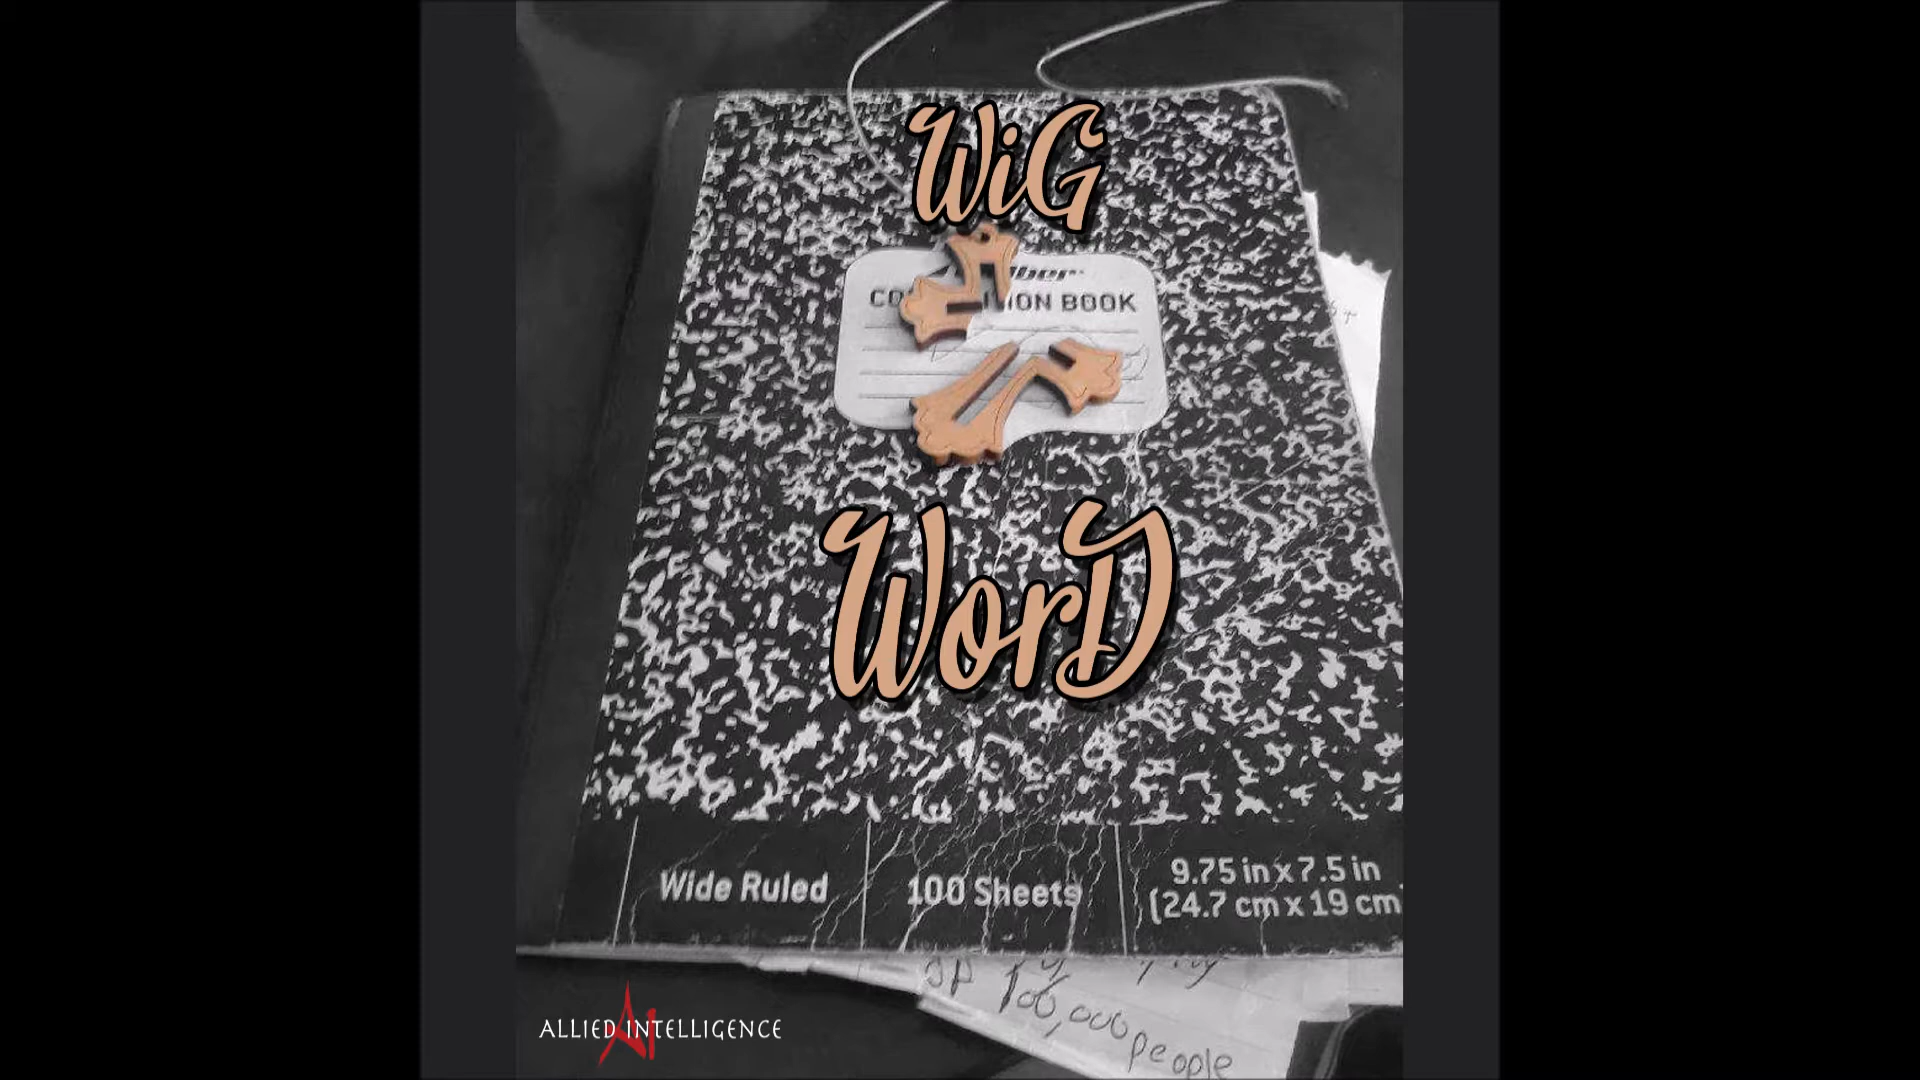 WiG
COMPOSITION BOOK
WorD
Wide Ruled
100 Sheets
9.75 in x 7.5 in
(24.7 cm x 19 cm
100,000
people
ALLIED INTELLIGENCE